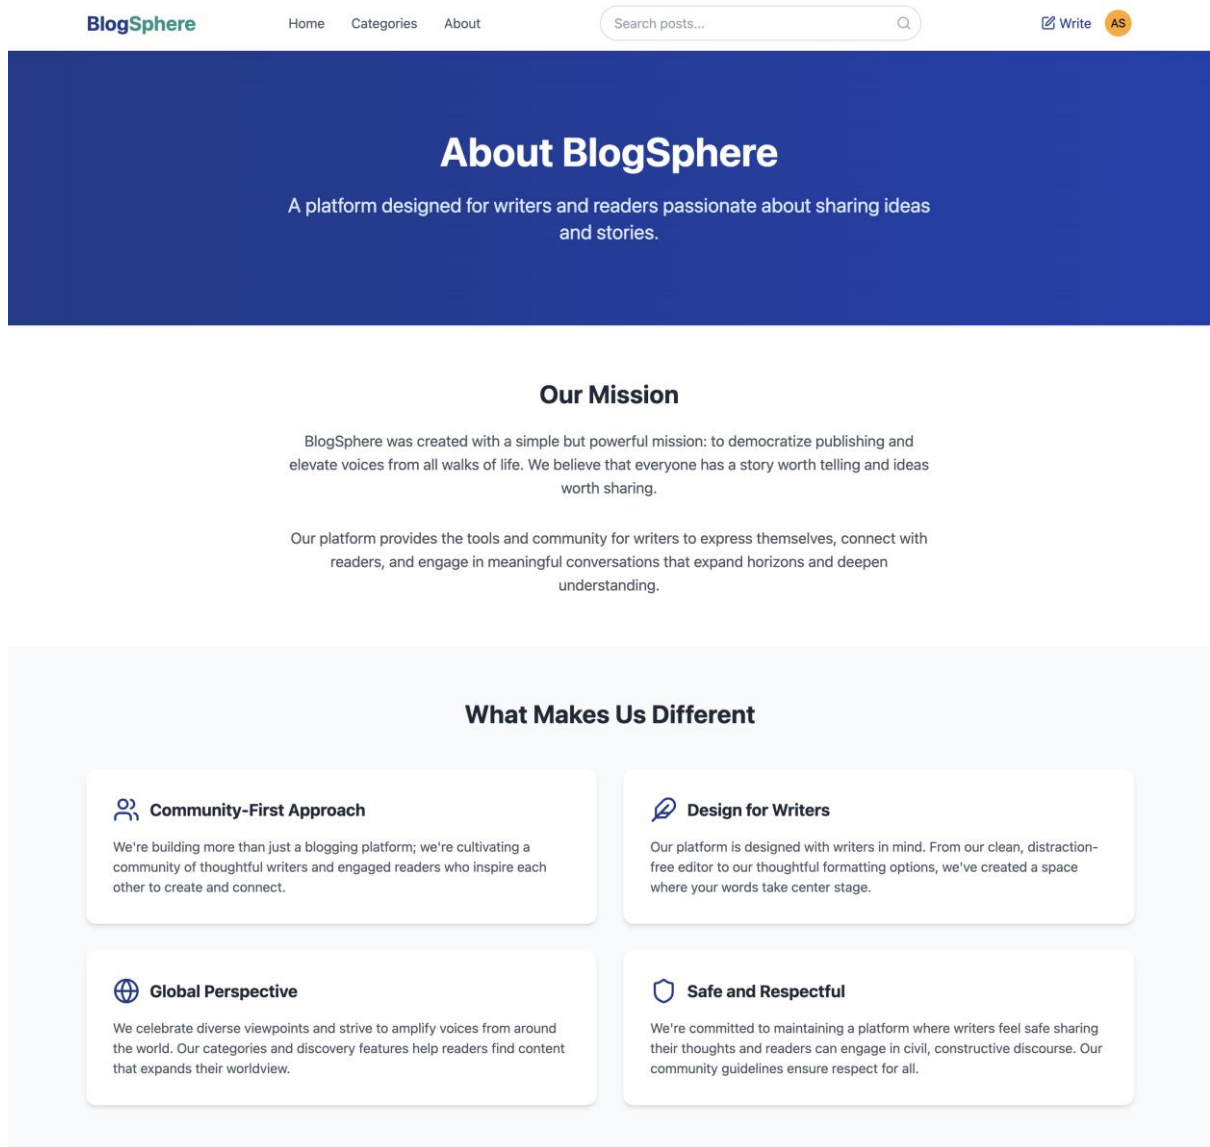 BlogSphere
Home Categories About
Search posts...
Write
AS
About BlogSphere
A platform designed for writers and readers passionate about sharing ideas
and stories.
Our Mission
BlogSphere was created with a simple but powerful mission: to democratize publishing and
elevate voices from all walks of life. We believe that everyone has a story worth telling and ideas
worth sharing.
Our platform provides the tools and community for writers to express themselves, connect with
readers, and engage in meaningful conversations that expand horizons and deepen
understanding.
What Makes Us Different
Community-First Approach
We're building more than just a blogging platform; we're cultivating a
community of thoughtful writers and engaged readers who inspire each
other to create and connect.
Design for Writers
Our platform is designed with writers in mind. From our clean, distraction-
free editor to our thoughtful formatting options, we've created a space
where your words take center stage.
Global Perspective
We celebrate diverse viewpoints and strive to amplify voices from around
the world. Our categories and discovery features help readers find content
that expands their worldview.
Safe and Respectful
We're committed to maintaining a platform where writers feel safe sharing
their thoughts and readers can engage in civil, constructive discourse. Our
community guidelines ensure respect for all.